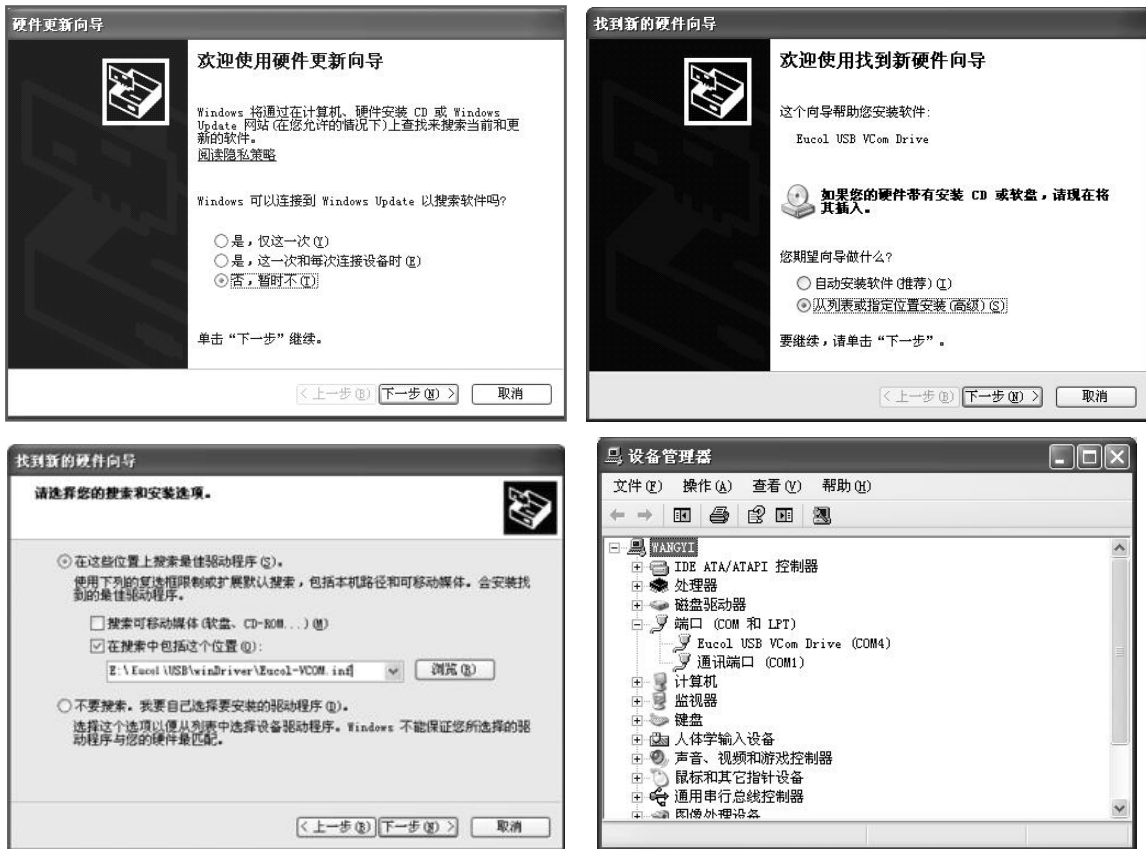 硬件更新向导
欢迎使用硬件更新向导
Windows 将通过在计算机、硬件安装 CD 或 Windows
Update 网站(在您允许的情况下)上查找来搜索当前和更
新的软件。
阅读隐私策略
Windows 可以连接到 Windows Update 以搜索软件吗?
是,仅这一次(Y)
是,这一次和每次连接设备时(E)
否,暂时不(T)
单击“下一步”继续。
<上一步(B) 下一步(N)> 取消
找到新的硬件向导
欢迎使用找到新硬件向导
这个向导帮助您安装软件:
Eucol USB VCom Drive
如果您的硬件带有安装 CD 或软盘,请现在将
其插入。
您期望向导做什么?
自动安装软件(推荐)(I)
从列表或指定位置安装(高级)(S)
要继续,请单击“下一步”。
<上一步(B) 下一步(N)> 取消
找到新的硬件向导
请选择您的搜索和安装选项。
在这些位置上搜索最佳驱动程序(S)。
使用下列的复选框限制或扩展默认搜索,包括本机路径和可移动媒体。会安装找
到的最佳驱动程序。
搜索可移动媒体(软盘、CD-ROM...)(M)
在搜索中包括这个位置(O):
E:\Eucol\USB\winDriver\Eucol-VCOM.inf 浏览(R)
不要搜索。我要自己选择要安装的驱动程序(D)。
选择这个选项以便从列表中选择设备驱动程序。Windows 不能保证您所选择的驱
动程序与您的硬件最匹配。
<上一步(B) 下一步(N)> 取消
设备管理器
文件(F) 操作(A) 查看(V) 帮助(H)
WANGYI
IDE ATA/ATAPI 控制器
处理器
磁盘驱动器
端口 (COM 和 LPT)
Eucol USB VCom Drive (COM4)
通讯端口 (COM1)
计算机
监视器
键盘
人体学输入设备
声音、视频和游戏控制器
鼠标和其它指针设备
通用串行总线控制器
图像处理设备